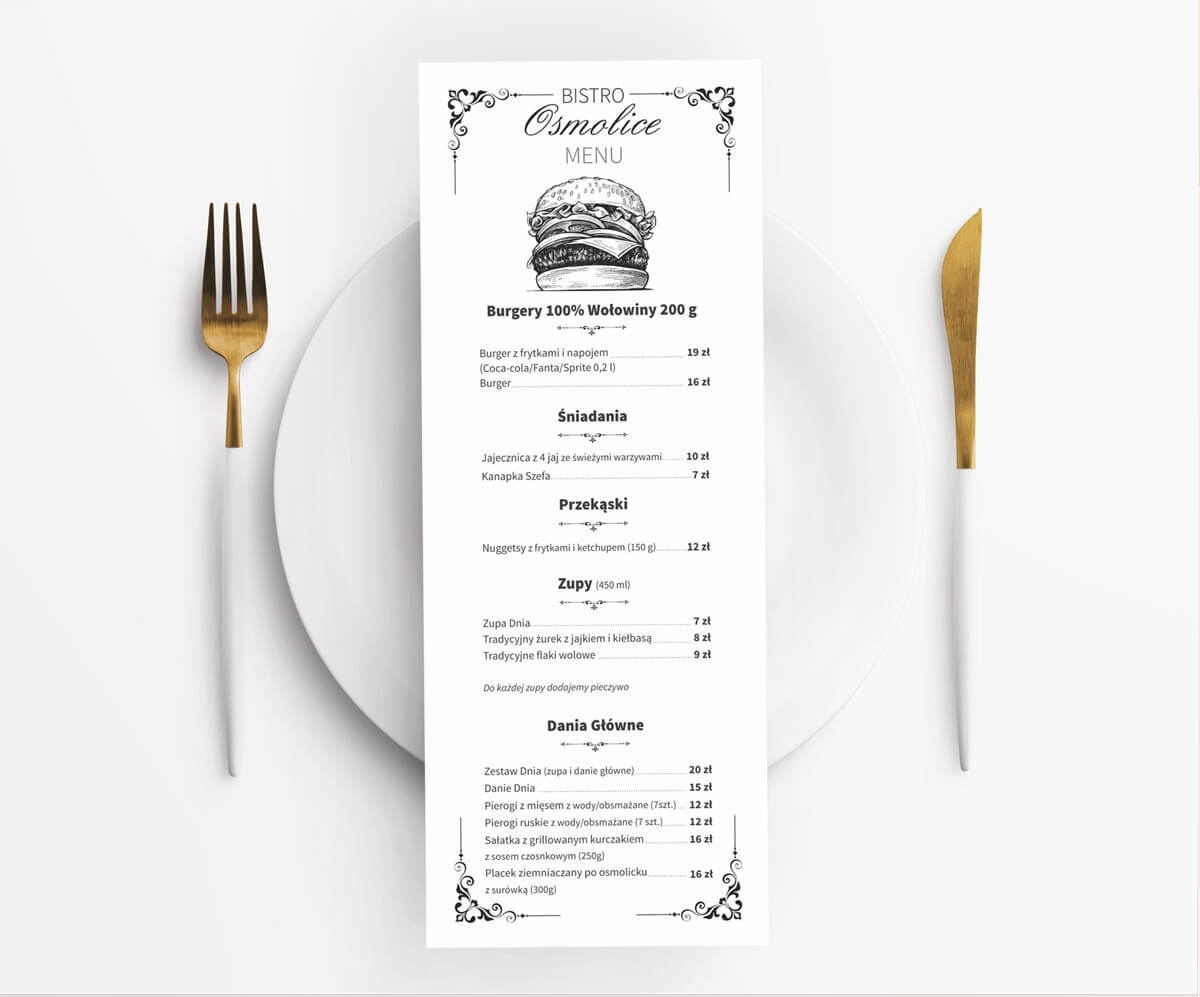 BISTRO
Osmolice
MENU
Burgery 100% Wołowiny 200 g
Burger z frytkami i napojem 19 zł
(Coca-cola/Fanta/Sprite 0,2 l)
Burger 16 zł
Śniadania
Jajecznica z 4 jaj ze świeżymi warzywami 10 zł
Kanapka Szefa 7 zł
Przekąski
Nuggetsy z frytkami i ketchupem (150 g) 12 zł
Zupy (450 ml)
Zupa Dnia 7 zł
Tradycyjny żurek z jajkiem i kiełbasą 8 zł
Tradycyjne flaki wolowe 9 zł
Do każdej zupy dodajemy pieczywo
Dania Główne
Zestaw Dnia (zupa i danie główne) 20 zł
Danie Dnia 15 zł
Pierogi z mięsem z wody/obsmażane (7szt.) 12 zł
Pierogi ruskie z wody/obsmażane (7 szt.) 12 zł
Sałatka z grillowanym kurczakiem 16 zł
z sosem czosnkowym (250g)
Placek ziemniaczany po osmolicku 16 zł
z surówką (300g)